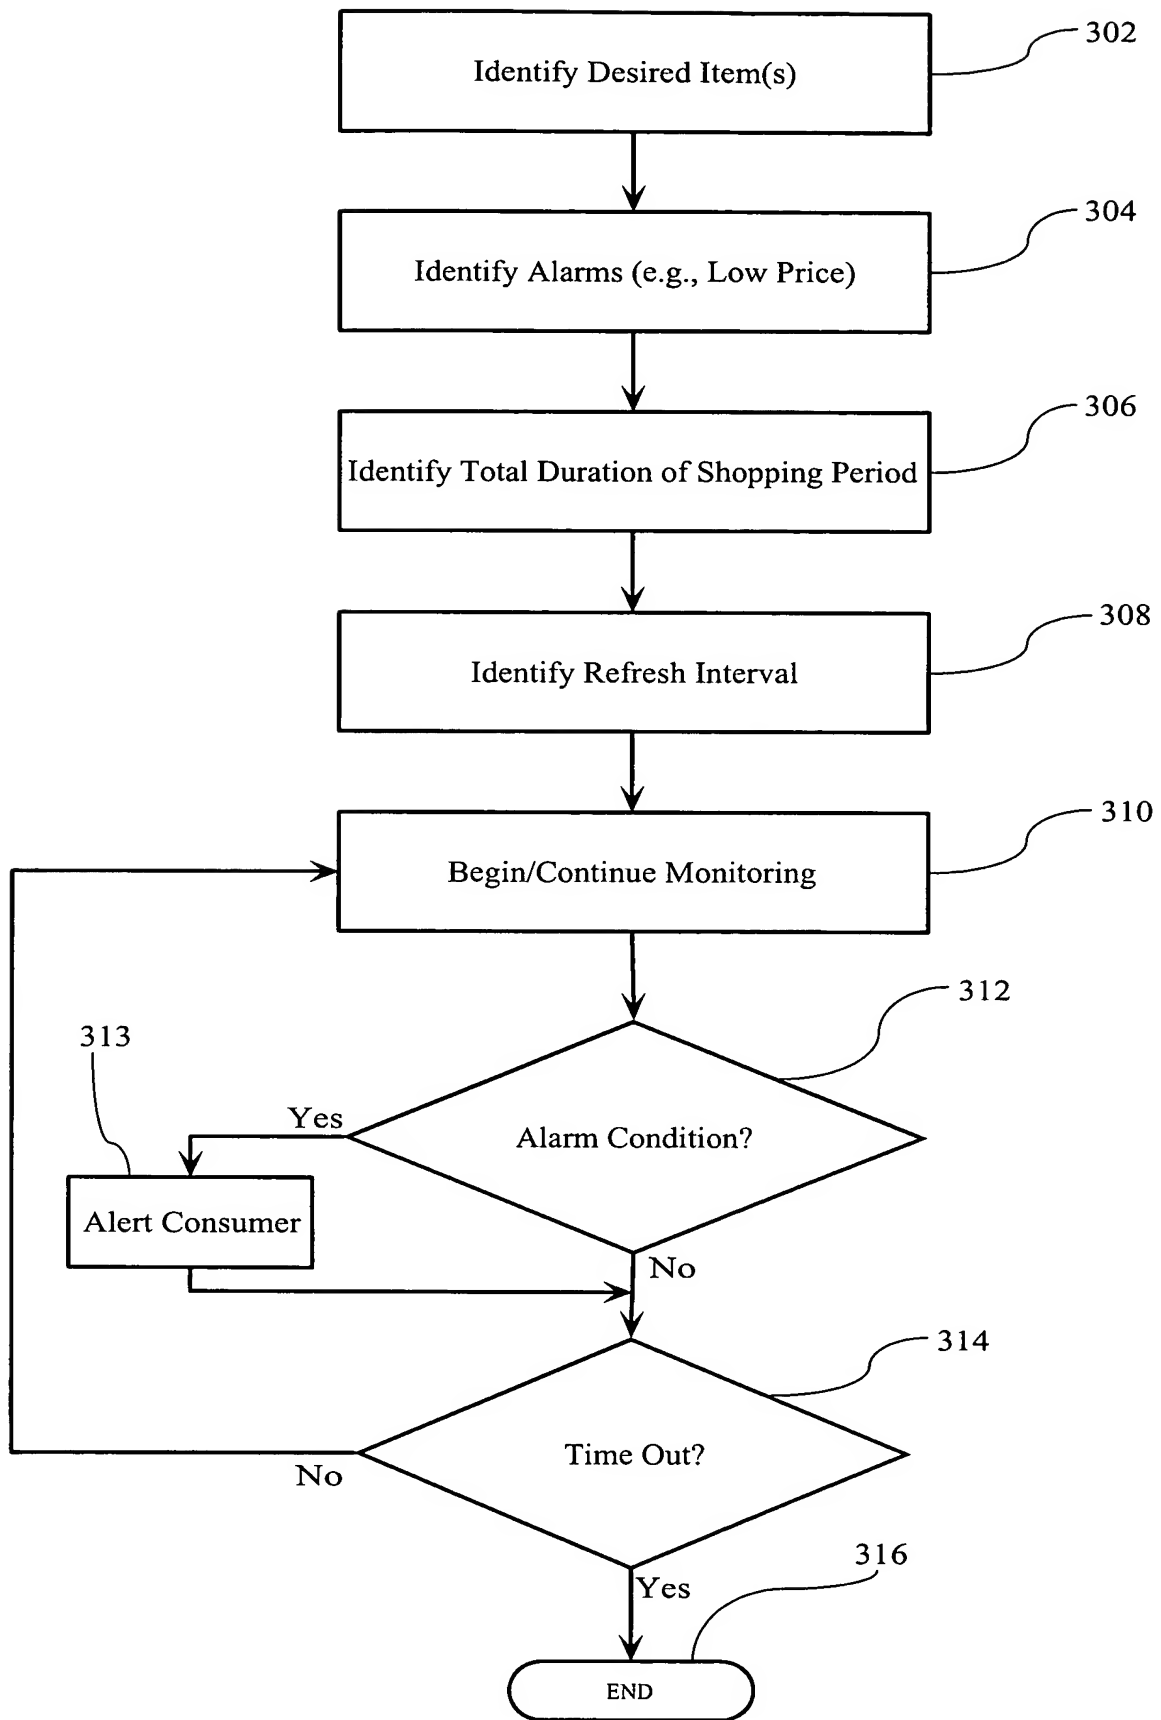 302
Identify Desired Item(s)
304
Identify Alarms (e.g., Low Price)
306
Identify Total Duration of Shopping Period
308
Identify Refresh Interval
310
Begin/Continue Monitoring
312
313
Yes
Alarm Condition?
Alert Consumer
No
314
Time Out?
No
316
Yes
END